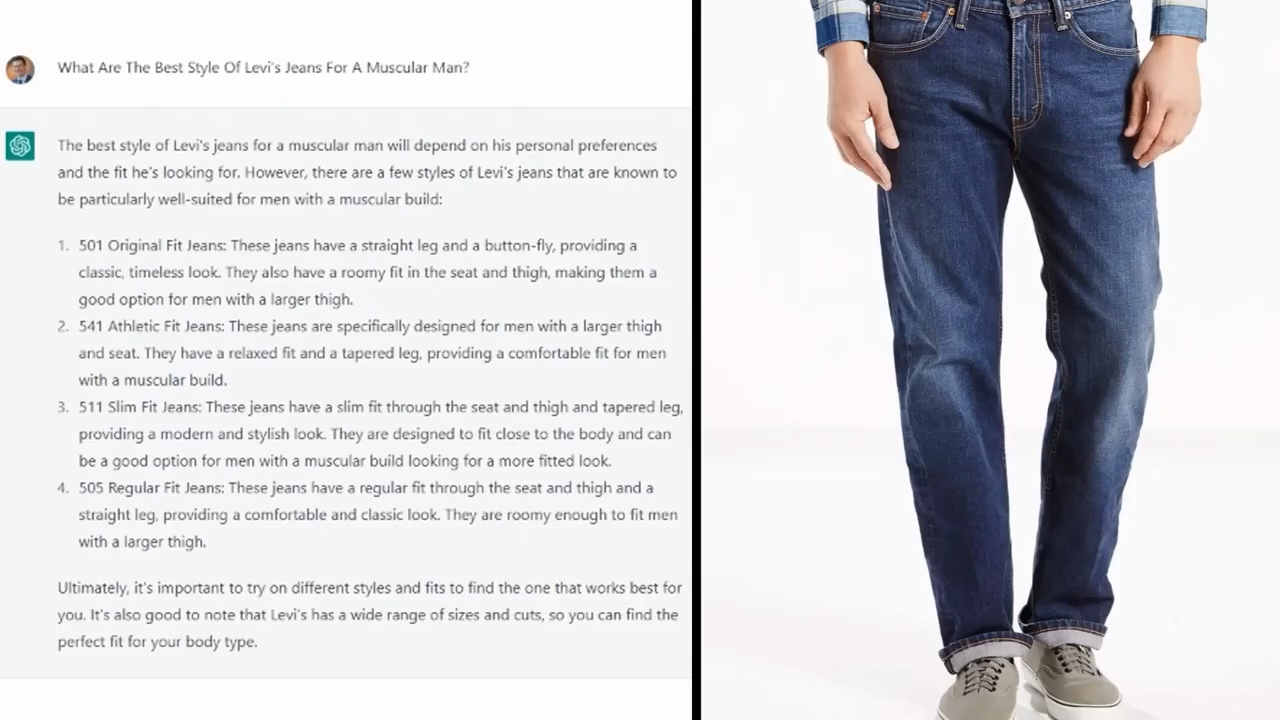 What Are The Best Style Of Levi's Jeans For A Muscular Man?
The best style of Levi's jeans for a muscular man will depend on his personal preferences
and the fit he's looking for. However, there are a few styles of Levi's jeans that are known to
be particularly well-suited for men with a muscular build:
1. 501 Original Fit Jeans: These jeans have a straight leg and a button-fly, providing a
classic, timeless look. They also have a roomy fit in the seat and thigh, making them a
good option for men with a larger thigh.
2. 541 Athletic Fit Jeans: These jeans are specifically designed for men with a larger thigh
and seat. They have a relaxed fit and a tapered leg, providing a comfortable fit for men
with a muscular build.
3. 511 Slim Fit Jeans: These jeans have a slim fit through the seat and thigh and tapered leg,
providing a modern and stylish look. They are designed to fit close to the body and can
be a good option for men with a muscular build looking for a more fitted look.
4. 505 Regular Fit Jeans: These jeans have a regular fit through the seat and thigh and a
straight leg, providing a comfortable and classic look. They are roomy enough to fit men
with a larger thigh.
Ultimately, it's important to try on different styles and fits to find the one that works best for
you. It's also good to note that Levi's has a wide range of sizes and cuts, so you can find the
perfect fit for your body type.